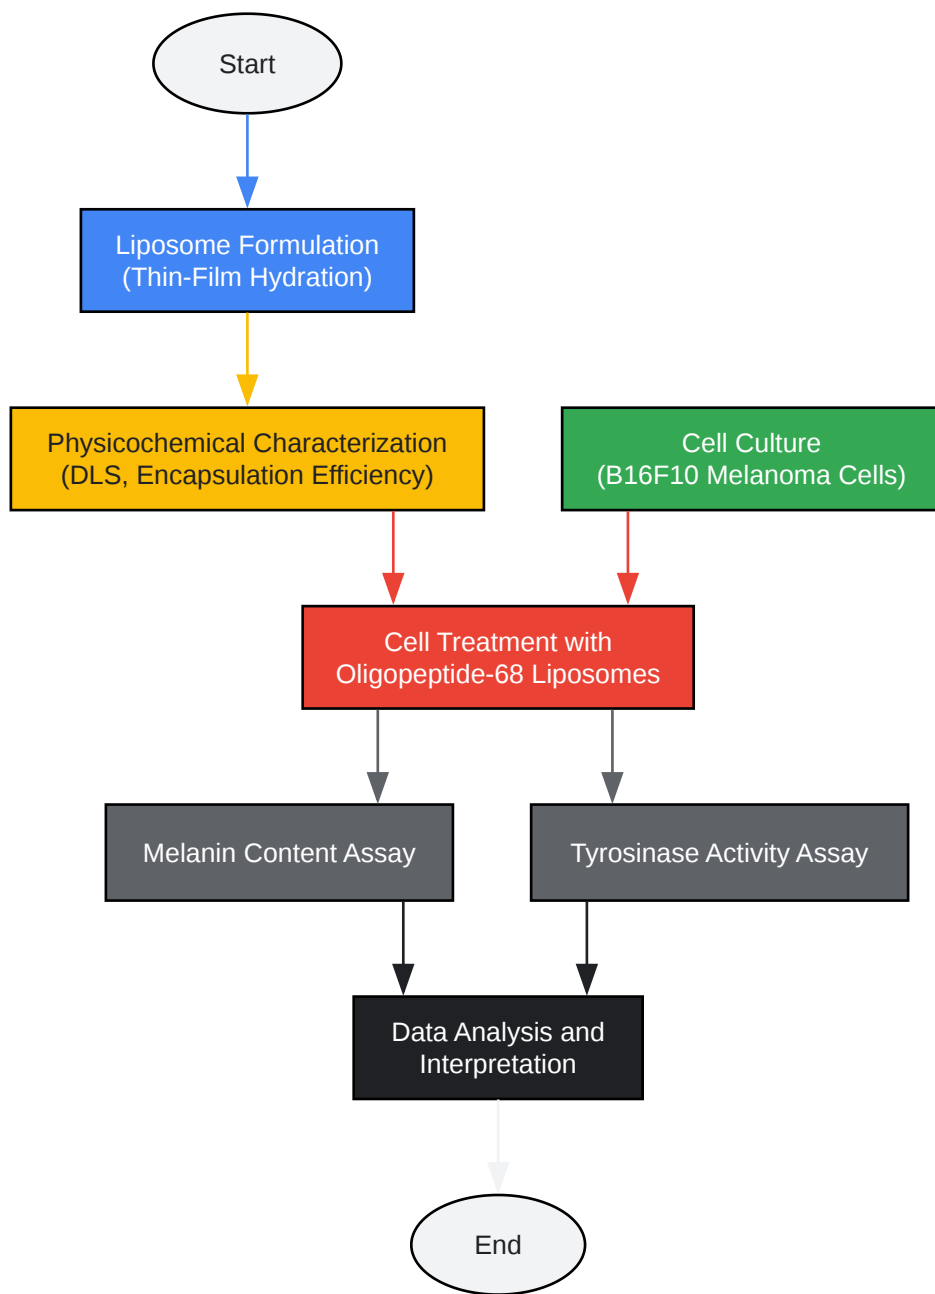 Start
Liposome Formulation
(Thin-Film Hydration)
Physicochemical Characterization
(DLS, Encapsulation Efficiency)
Cell Culture
(B16F10 Melanoma Cells)
Cell Treatment with
Oligopeptide-68 Liposomes
Melanin Content Assay
Tyrosinase Activity Assay
Data Analysis and
Interpretation
End